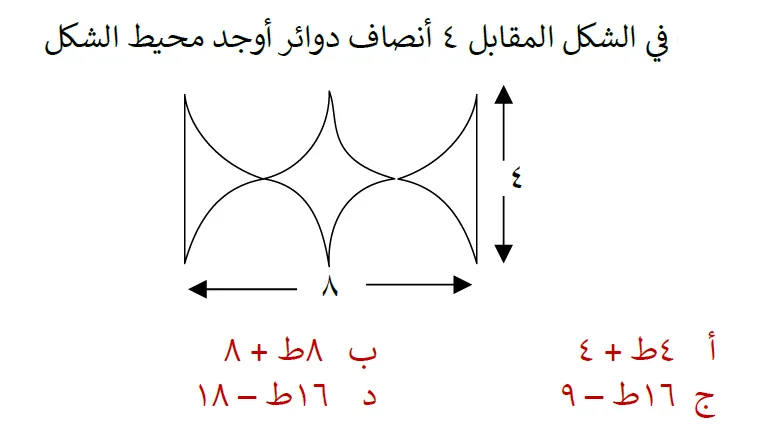 في الشكل المقابل ٤ أنصاف دوائر أوجد محيط الشكل
٤
٨
أ ٤ط + ٤
ب ٨ط + ٨
ج ١٦ط – ٩
د ١٦ط – ١٨